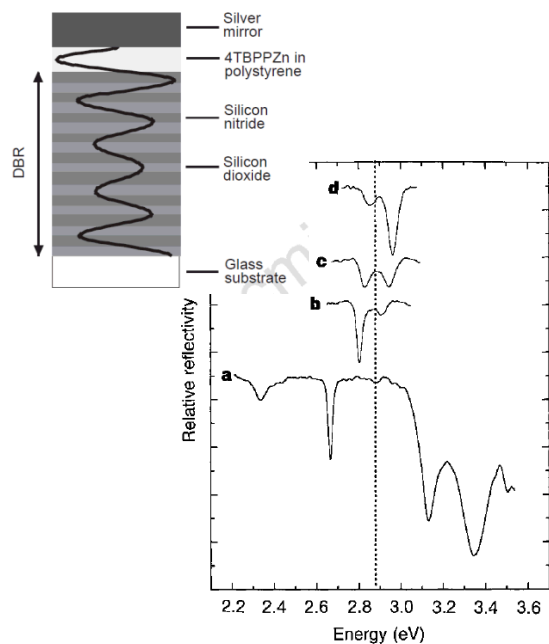 Silver
mirror
4TBPPZn in
polystyrene
Silicon
nitride
Silicon
dioxide
DBR
Glass
substrate
d
c
b
a
Relative reflectivity
2.2 2.4 2.6 2.8 3.0 3.2 3.4 3.6
Energy (eV)